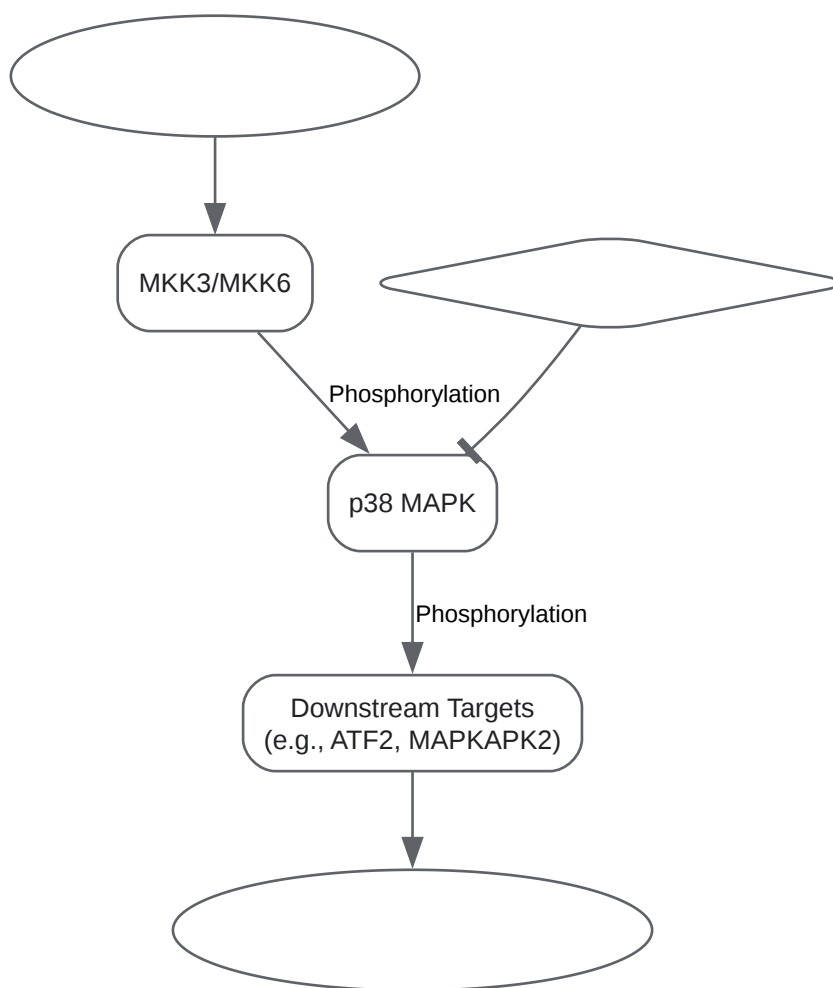 MKK3/MKK6
Phosphorylation
p38 MAPK
Phosphorylation
Downstream Targets
(e.g., ATF2, MAPKAPK2)